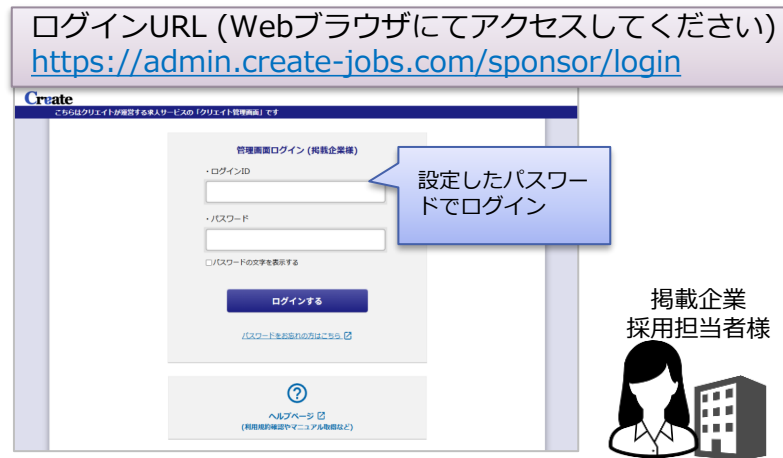 ログインURL (Webブラウザにてアクセスしてください)
https://admin.create-jobs.com/sponsor/login
Create
こちらはクリエイトが運営する求人サービスの「クリエイト管理画面」です
管理画面ログイン (掲載企業様)
・ログインID
設定したパスワー
ドでログイン
・パスワード
□パスワードの文字を表示する
ログインする
パスワードをお忘れの方はこちら
掲載企業
採用担当者様
?
ヘルプページ
(利用規約確認やマニュアル取得など)